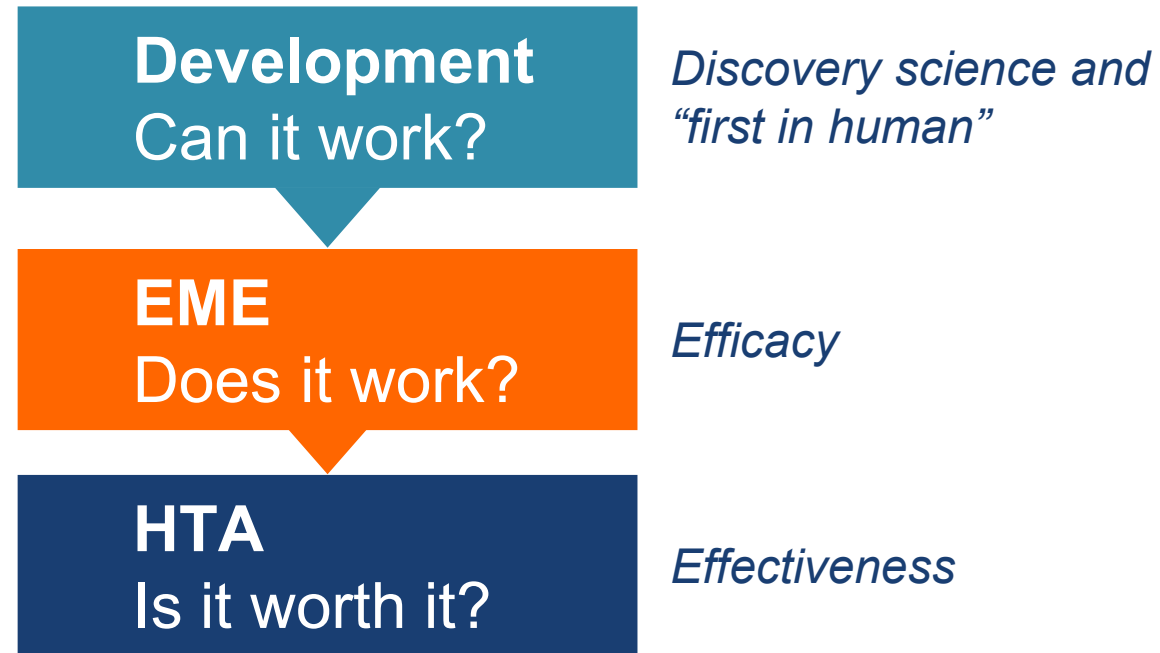 Development
Can it work?
Discovery science and
“first in human”
EME
Does it work?
Efficacy
HTA
Is it worth it?
Effectiveness